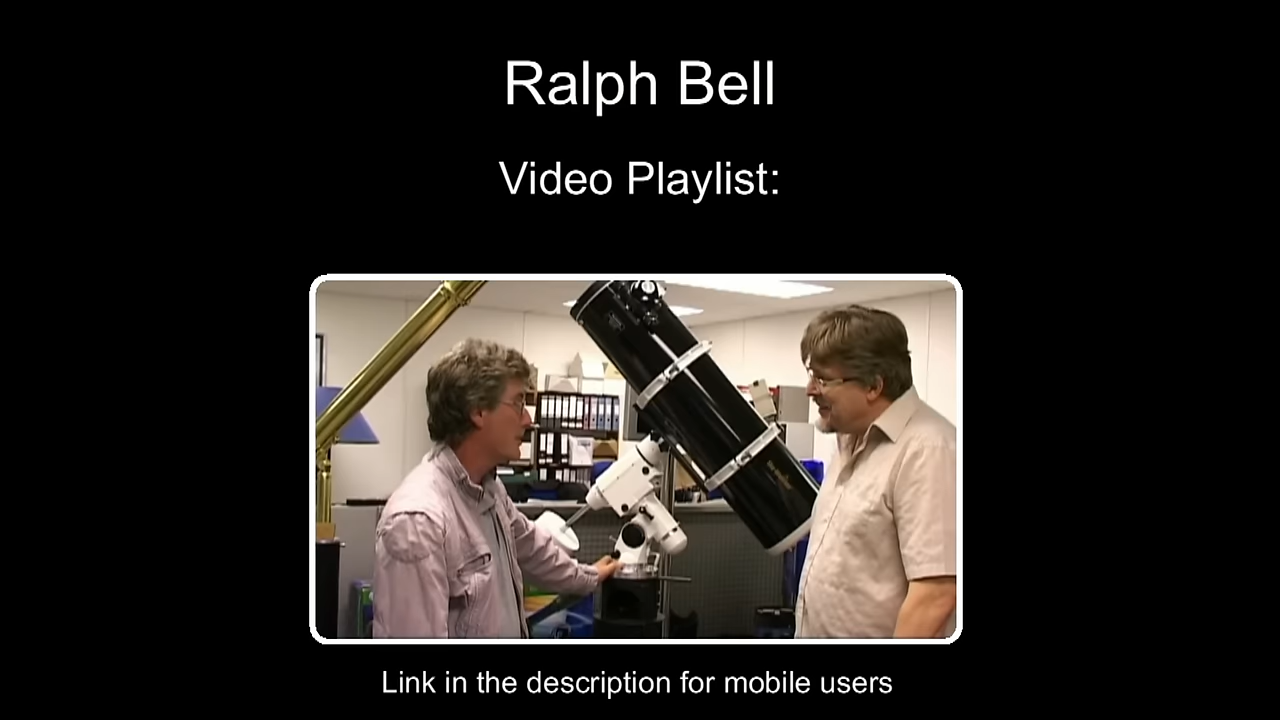 Ralph Bell
Video Playlist:
Link in the description for mobile users